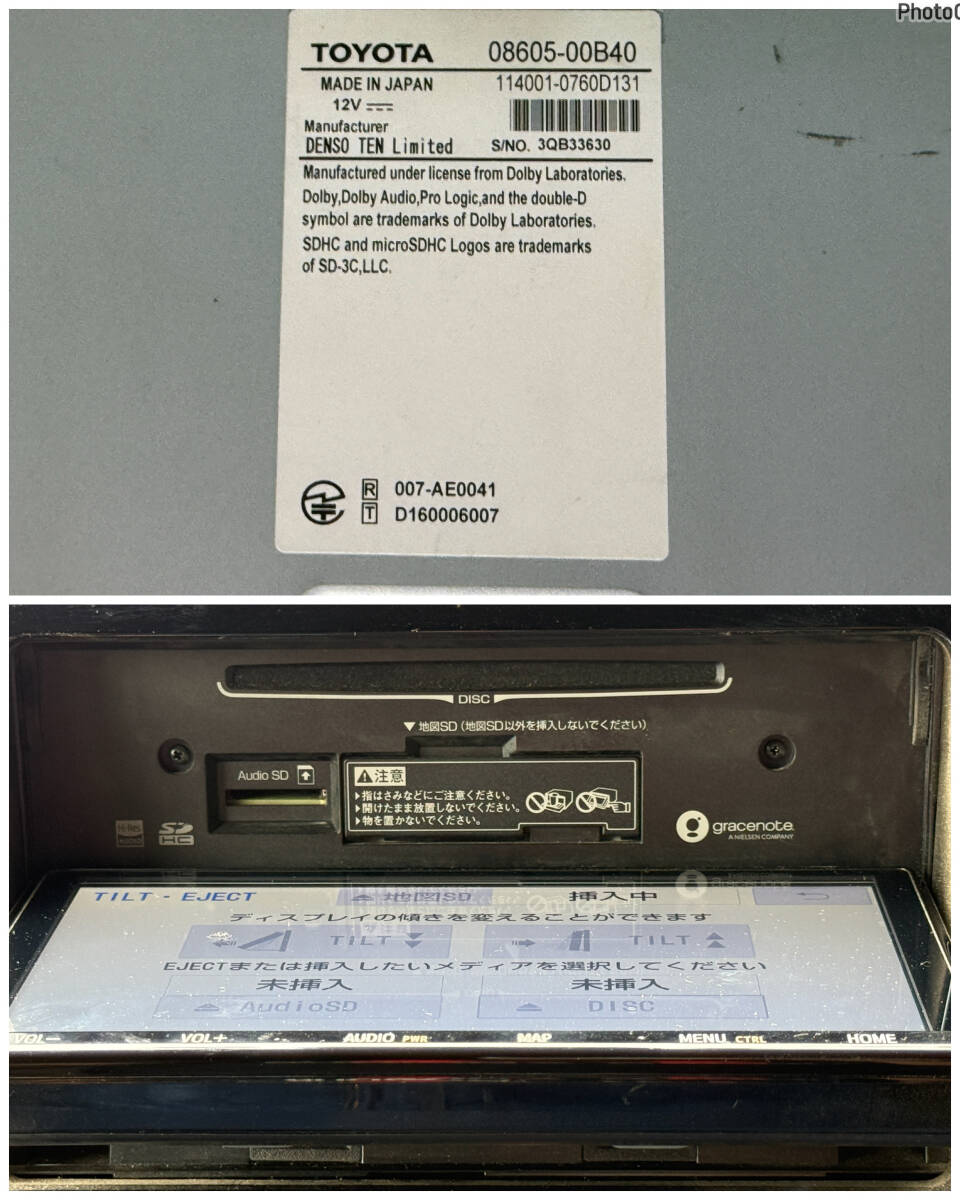 PhotoG
TOYOTA 08605-00B40
MADE IN JAPAN 114001-0760D131
12V
Manufacturer
DENSO TEN Limited S/NO. 3QB33630
Manufactured under license from Dolby Laboratories.
Dolby,Dolby Audio,Pro Logic,and the double-D
symbol are trademarks of Dolby Laboratories.
SDHC and microSDHC Logos are trademarks
of SD-3C,LLC.
R 007-AE0041
T D160006007
DISC
▼地図SD (地図SD以外を挿入しないでください)
Audio SD
注意
指はさみなどにご注意ください。
開けたまま放置しないでください。
物を置かないでください。
Hi-Res
AUDIO
SD
HC
gracenote.
A NIELSEN COMPANY
TILT・EJECT 地図SD 挿入中
ディスプレイの傾きを変えることができます
TILT TILT
EJECTまたは挿入したいメディアを選択してください
未挿入 未挿入
AudioSD DISC
VOL- VOL+ AUDIO PWR MAP MENU CTRL HOME